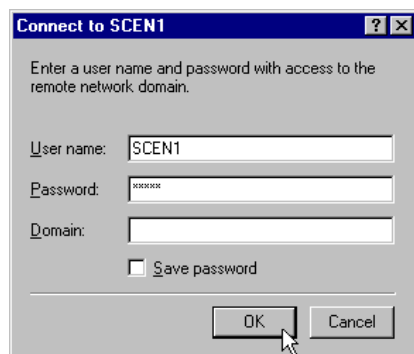 Connect to SCEN1
Enter a user name and password with access to the
remote network domain.
User name: SCEN1
Password: *****
Domain:
Save password
OK Cancel